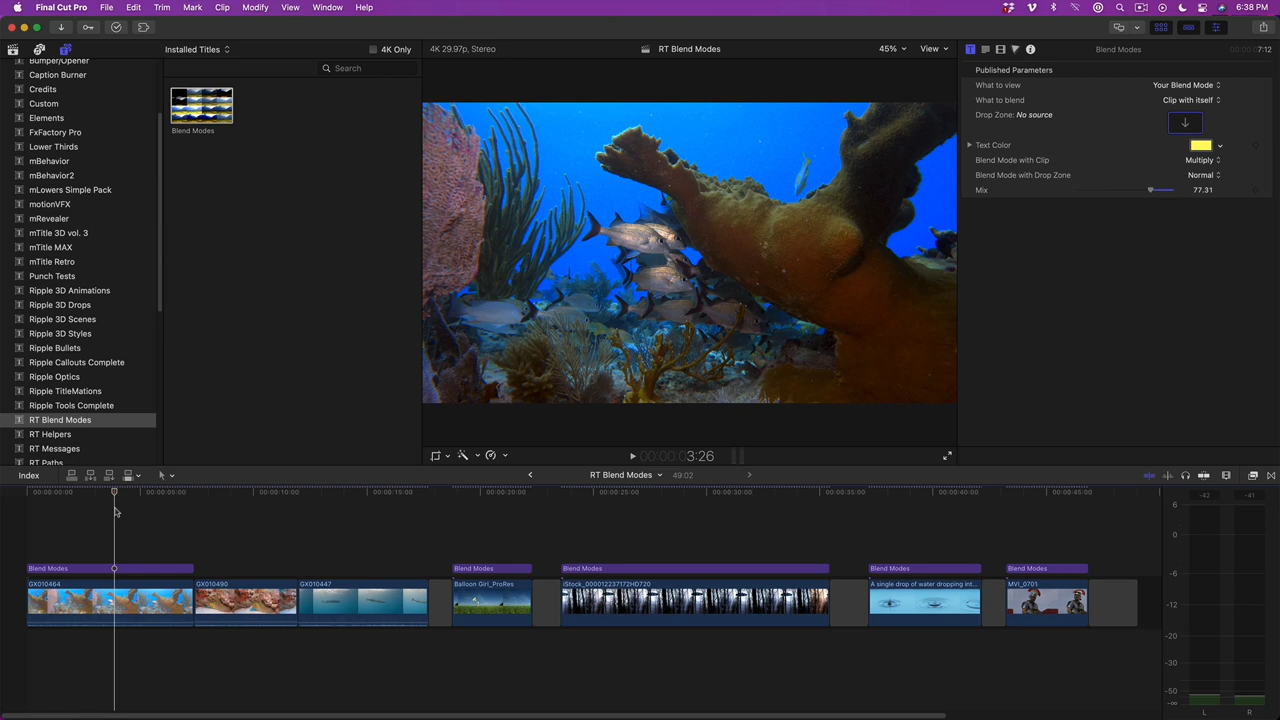 Final Cut Pro File Edit Trim Mark Clip Modify View Window Help 6:38 PM
Installed Titles 4K Only
4K 29.97p, Stereo RT Blend Modes 45% View
Blend Modes 7:12
Search
Bumper/Opener
Caption Burner
Credits
Custom
Elements
FxFactory Pro
Lower Thirds
mBehavior
mBehavior2
mLowers Simple Pack
motionVFX
mRevealer
mTitle 3D vol. 3
mTitle MAX
mTitle Retro
Punch Tests
Ripple 3D Animations
Ripple 3D Drops
Ripple 3D Scenes
Ripple 3D Styles
Ripple Bullets
Ripple Callouts Complete
Ripple Optics
Ripple TitleMations
Ripple Tools Complete
RT Blend Modes
RT Helpers
RT Messages
RT Paths
Blend Modes
Published Parameters
What to view Your Blend Mode
What to blend Clip with itself
Drop Zone: No source
Text Color
Blend Mode with Clip Multiply
Blend Mode with Drop Zone Normal
Mix 77.31
00:00:00:03:26
Index RT Blend Modes 49:02
00:00:00:00 00:00:05:00 00:00:10:00 00:00:15:00 00:00:20:00 00:00:25:00 00:00:30:00 00:00:35:00 00:00:40:00 00:00:45:00
-42 -41
Blend Modes Blend Modes Blend Modes Blend Modes Blend Modes
GX010464 GX010490 GX010447 Balloon Girl_ProRes iStock_000012237172HD720 A single drop of water dropping int... MVI_0701
6
0
-6
-12
-20
-30
-50
-∞
L R